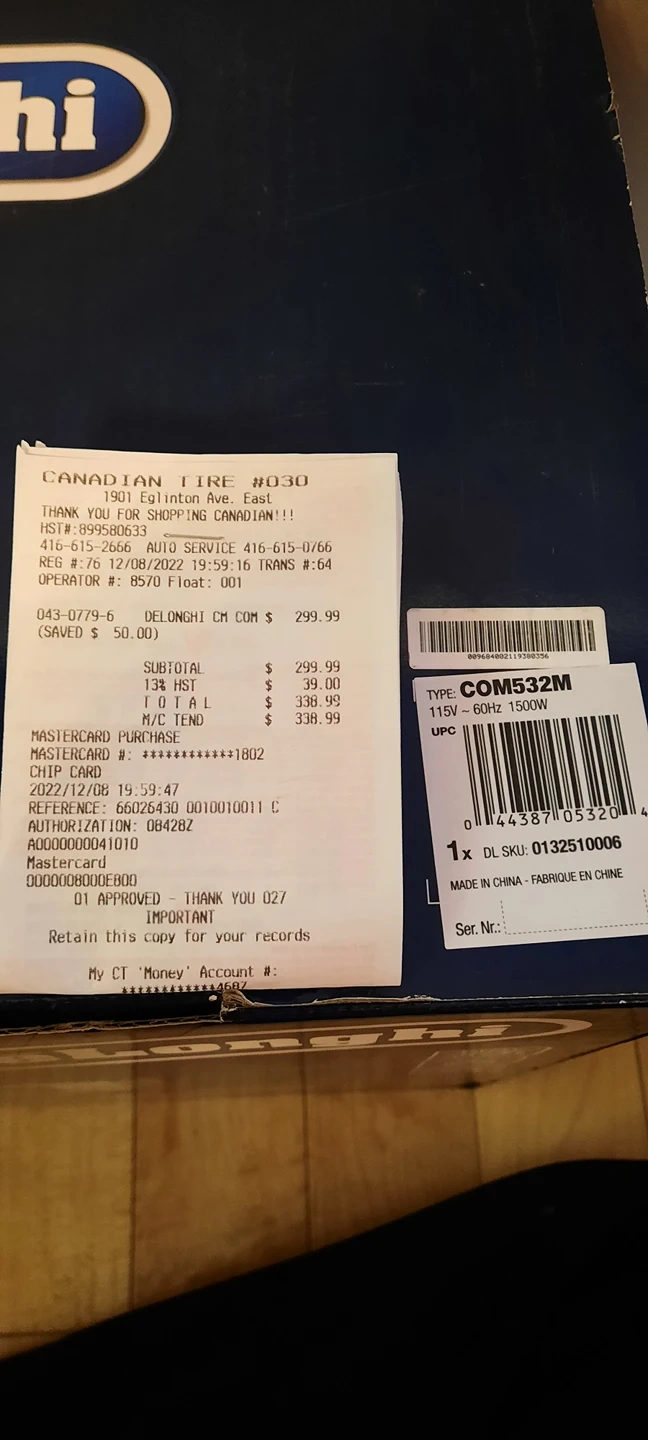 hi
CANADIAN TIRE #030
1901 Eglinton Ave. East
THANK YOU FOR SHOPPING CANADIAN!!!
HST#:899580633
416-615-2666 AUTO SERVICE 416-615-0766
REG #:76 12/08/2022 19:59:16 TRANS #:64
OPERATOR #: 8570 Float: 001
043-0779-6 DELONGHI CM COM $ 299.99
(SAVED $ 50.00)
SUBTOTAL $ 299.99
13% HST $ 39.00
T O T A L $ 338.99
M/C TEND $ 338.99
MASTERCARD PURCHASE
MASTERCARD #: ************1802
CHIP CARD
2022/12/08 19:59:47
REFERENCE: 66026430 0010010011 C
AUTHORIZATION: 08428Z
A0000000041010
Mastercard
0000008000E800
01 APPROVED - THANK YOU 027
IMPORTANT
Retain this copy for your records
My CT 'Money' Account #:
************4687
009684002119380356
TYPE: COM532M
115V ~ 60Hz 1500W
UPC
0 44387 05320 4
1x DL SKU: 0132510006
MADE IN CHINA - FABRIQUE EN CHINE
Ser. Nr.:
Longhi